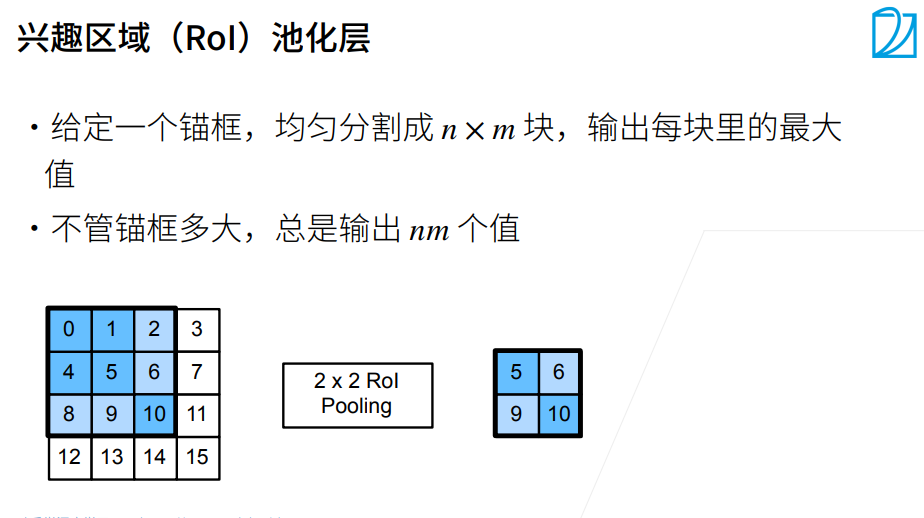 兴趣区域（RoI）池化层
・给定一个锚框，均匀分割成 n × m 块，输出每块里的最大
值
・不管锚框多大，总是输出 nm 个值
0 1 2 3
4 5 6 7
8 9 10 11
12 13 14 15
2 x 2 RoI
Pooling
5 6
9 10